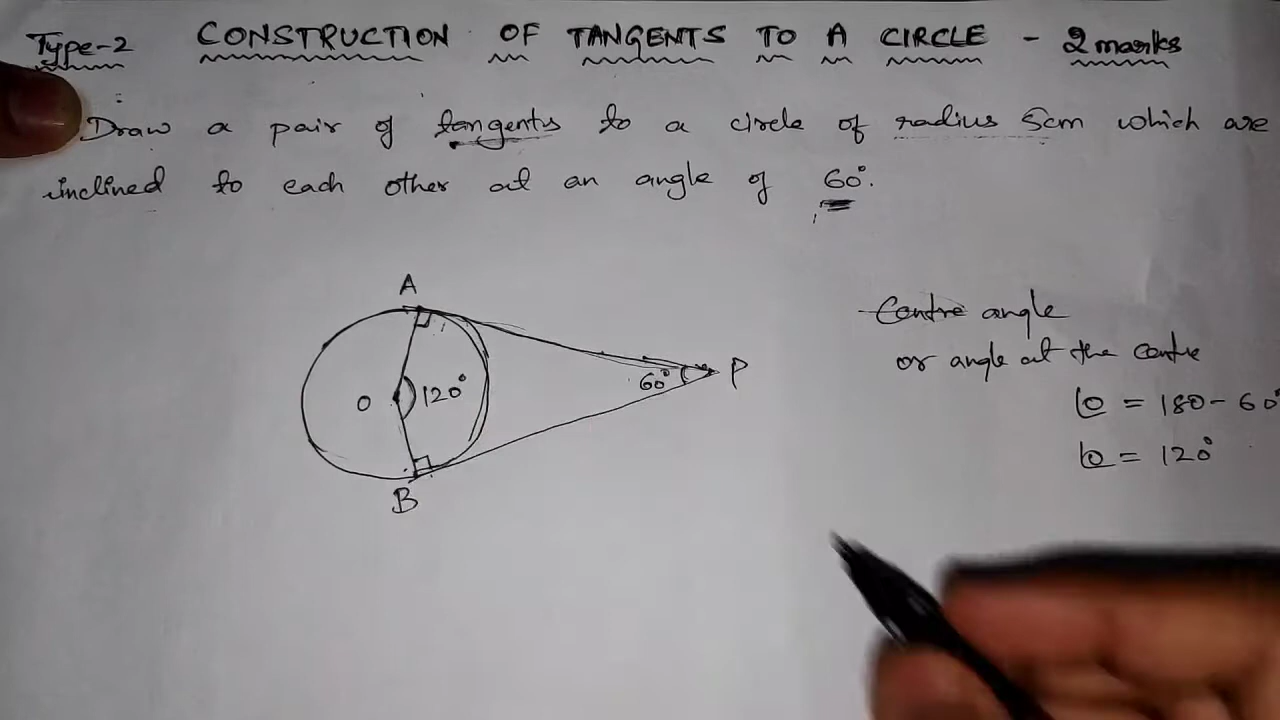 Type-2 CONSTRUCTION OF TANGENTS TO A CIRCLE - 2 marks
Draw a pair of tangents to a circle of radius 5cm which are
inclined to each other at an angle of 60°.
A
Centre angle
or angle at the centre
60° P
O 120°
∠O = 180 - 60°
∠O = 120°
B